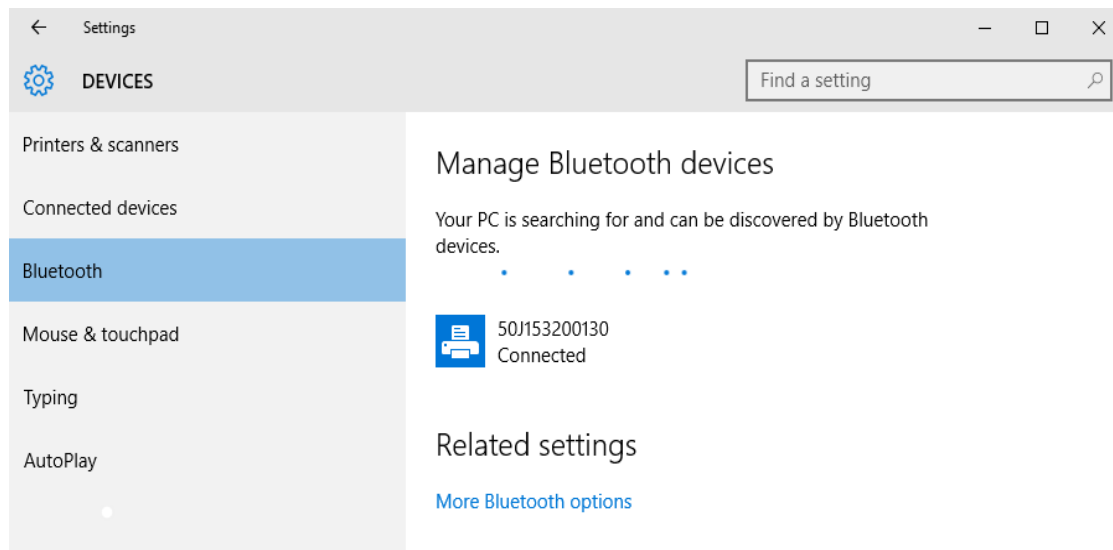 Settings
DEVICES
Find a setting
Printers & scanners
Connected devices
Bluetooth
Mouse & touchpad
Typing
AutoPlay
Manage Bluetooth devices
Your PC is searching for and can be discovered by Bluetooth
devices.
50J153200130
Connected
Related settings
More Bluetooth options